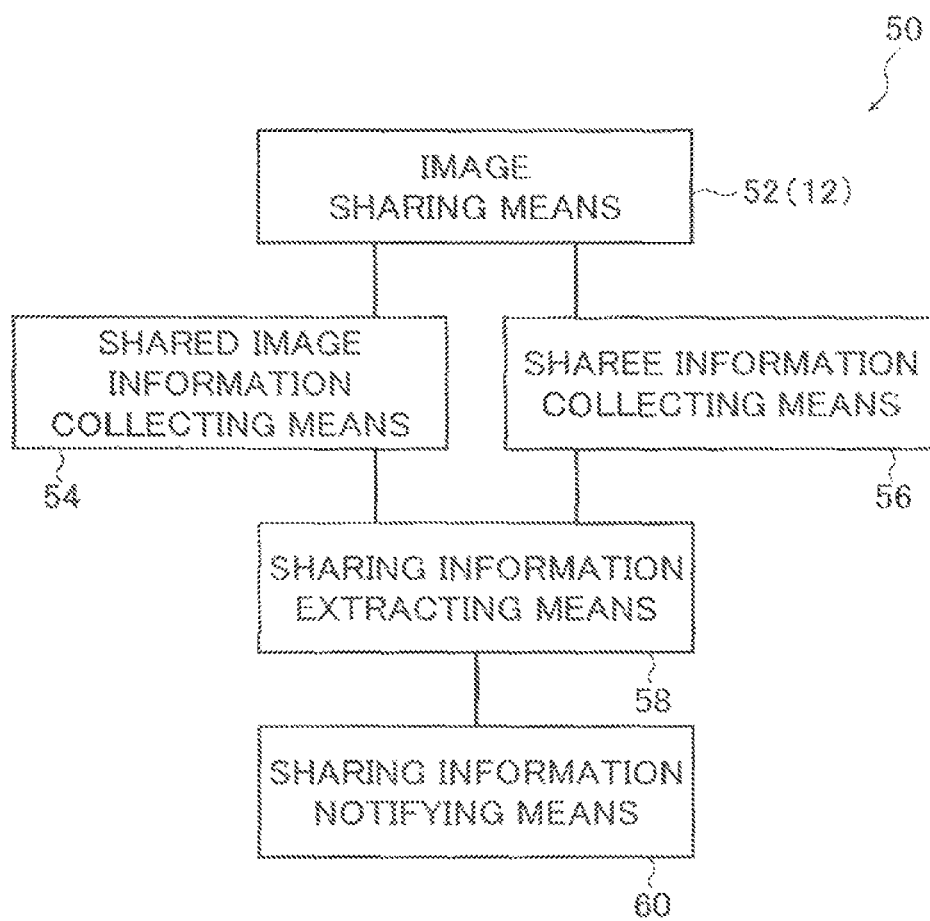 50
IMAGE
SHARING MEANS
52(12)
SHARED IMAGE
INFORMATION
COLLECTING MEANS
54
SHAREE INFORMATION
COLLECTING MEANS
56
SHARING INFORMATION
EXTRACTING MEANS
58
SHARING INFORMATION
NOTIFYING MEANS
60